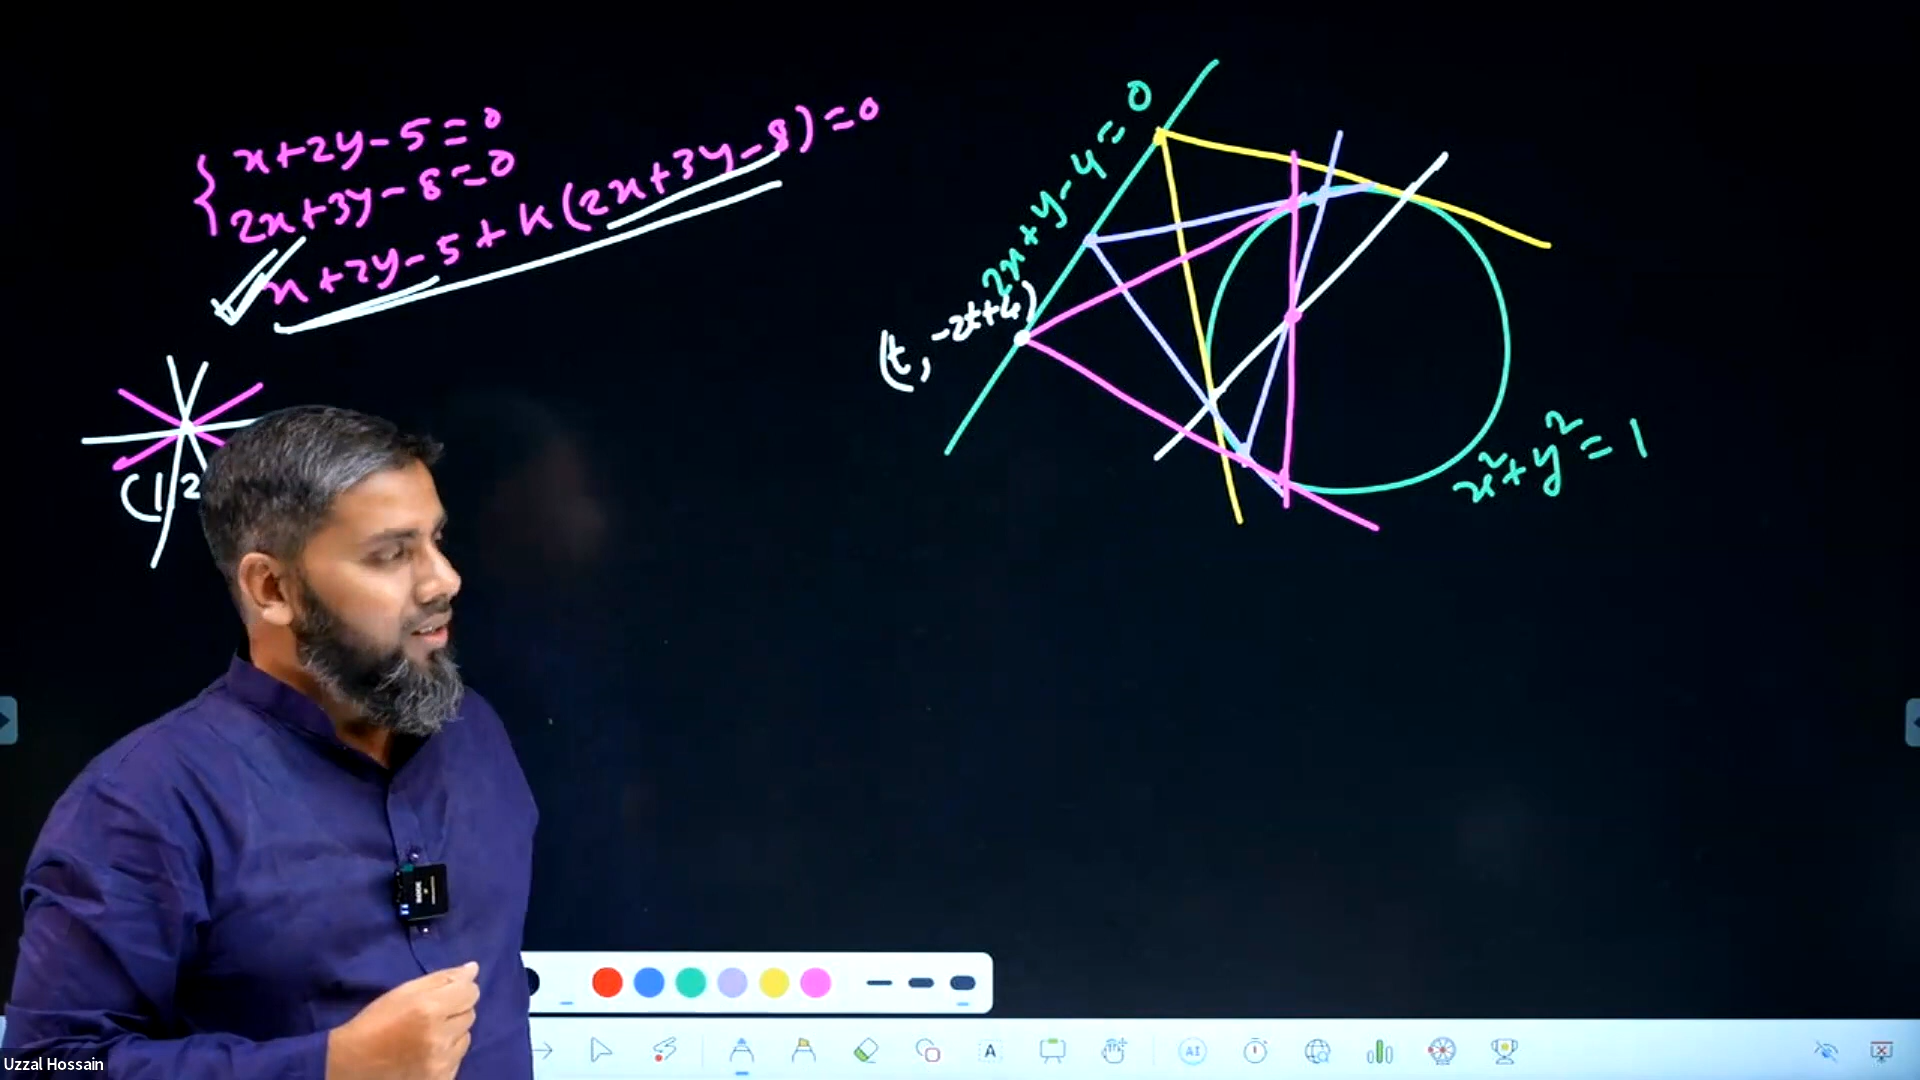 x+2y-5=0
2x+3y-8=0
x+2y-5+k(2x+3y-8)=0
(1, 2
2x+y-4=0
(t, -2t+4)
x²+y²=1
A
AI
Uzzal Hossain